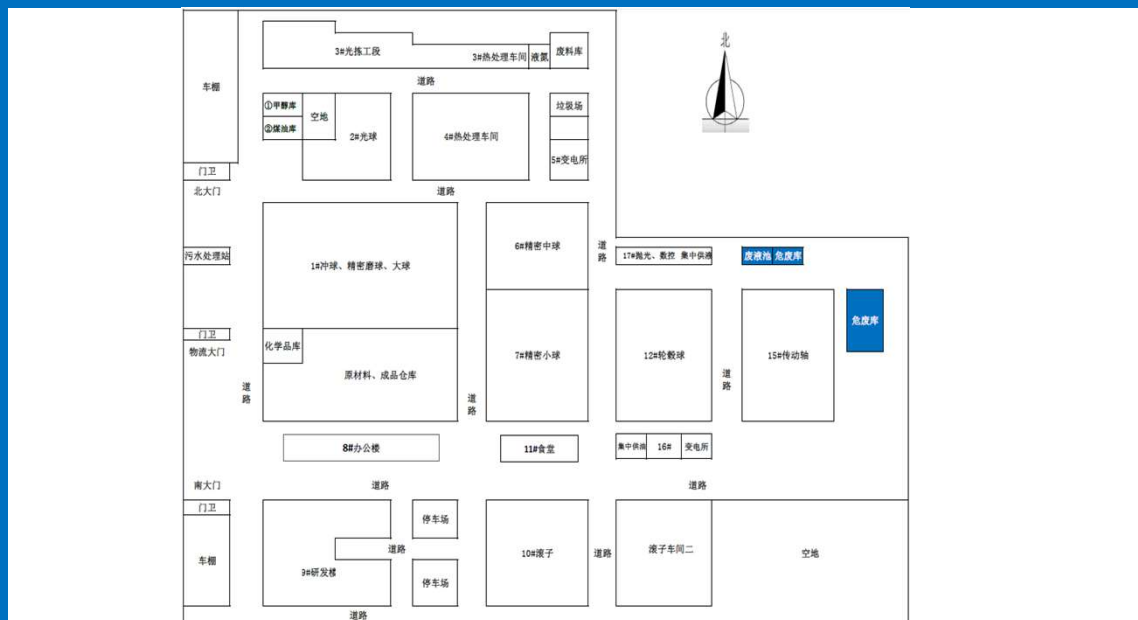 北
3#光拣工段
3#热处理车间
液氮
废料库
车棚
道路
①甲醇库
②煤油库
空地
2#光球
4#热处理车间
垃圾场
5#变电所
门卫
北大门
道路
污水处理站
1#冲球、精密磨球、大球
6#精密中球
道路
17#抛光、数控 集中供液
废液池
危废库
危废库
门卫
物流大门
化学品库
原材料、成品仓库
7#精密小球
12#轮毂球
15#传动轴
道路
道路
道路
8#办公楼
11#食堂
集中供油
16#
变电所
南大门
道路
道路
门卫
车棚
停车场
道路
9#研发楼
停车场
10#滚子
道路
滚子车间二
空地
道路